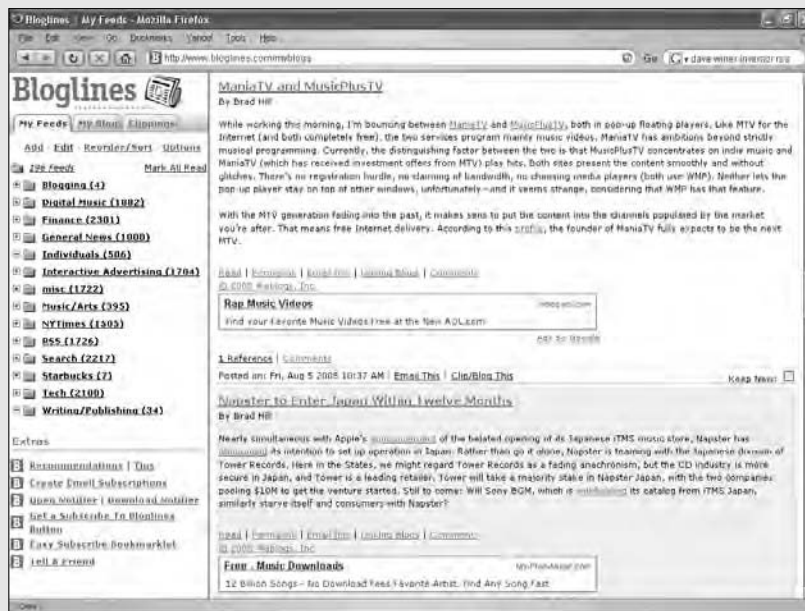 Bloglines | My Feeds - Mozilla Firefox
File Edit View Go Bookmarks Yahoo! Tools Help
http://www.bloglines.com/myblogs Go dave winer inventor rss
Bloglines
My Feeds My Blog Clippings
Add Edit Reorder/Sort Options
196 Feeds Mark All Read
Blogging (4)
Digital Music (1882)
Finance (2301)
General News (1000)
Individuals (506)
Interactive Advertising (1704)
misc (1722)
Music/Arts (395)
NYTimes (1505)
RSS (1726)
Search (2217)
Starbucks (7)
Tech (2100)
Writing/Publishing (34)
Extras
Recommendations | Tips
Create Email Subscriptions
Open Notifier | Download Notifier
Get a Subscribe To Bloglines
Button
Easy Subscribe Bookmarklet
Tell A Friend
ManiaTV and MusicPlusTV
By Brad Hill
While working this morning, I'm bouncing between ManiaTV and MusicPlusTV, both in pop-up floating players. Like MTV for the
Internet (and both completely free), the two services program mainly music videos. ManiaTV has ambitions beyond strictly
musical programming. Currently, the distinguishing factor between the two is that MusicPlusTV concentrates on indie music and
ManiaTV (which has received investment offers from MTV) play hits. Both sites present the content smoothly and without
glitches. There's no registration hurdle, no claiming of bandwidth, no choosing media players (both use WMP). Neither lets the
pop-up player stay on top of other windows, unfortunately—and it seems strange, considering that WMP has that feature.
With the MTV generation fading into the past, it makes sens to put the content into the channels populated by the market
you're after. That means free Internet delivery. According to this profile, the founder of ManiaTV fully expects to be the next
MTV.
Read | Permalink | Email This | Linking Blogs | Comments
© 2005 Weblogs, Inc.
Rap Music Videos
Find your Favorite Music Videos Free at the New AOL.com
Ads by Google
1 Reference | Comments
Posted on: Fri, Aug 5 2005 10:37 AM | Email This | Clip/Blog This Keep New:
Napster to Enter Japan Within Twelve Months
By Brad Hill
Nearly simultaneous with Apple's announcement of the belated opening of its Japanese iTMS music store, Napster has
announced its intention to set up operation in Japan. Rather than go it alone, Napster is teaming with the Japanese domain of
Tower Records. Here in the States, we might regard Tower Records as a fading anachronism, but the CD industry is more
secure in Japan, and Tower is a leading retailer. Tower will take a majority stake in Napster Japan, with the two companies
pooling $10M to get the venture started. Still to come: Will Sony BGM, which is withholding its catalog from iTMS Japan,
similarly starve itself and consumers with Napster?
Read | Permalink | Email This | Linking Blogs | Comments
© 2005 Weblogs, Inc.
Free - Music Downloads
12 Billion Songs - No Download Fees Favorite Artist, Find Any Song Fast
Done